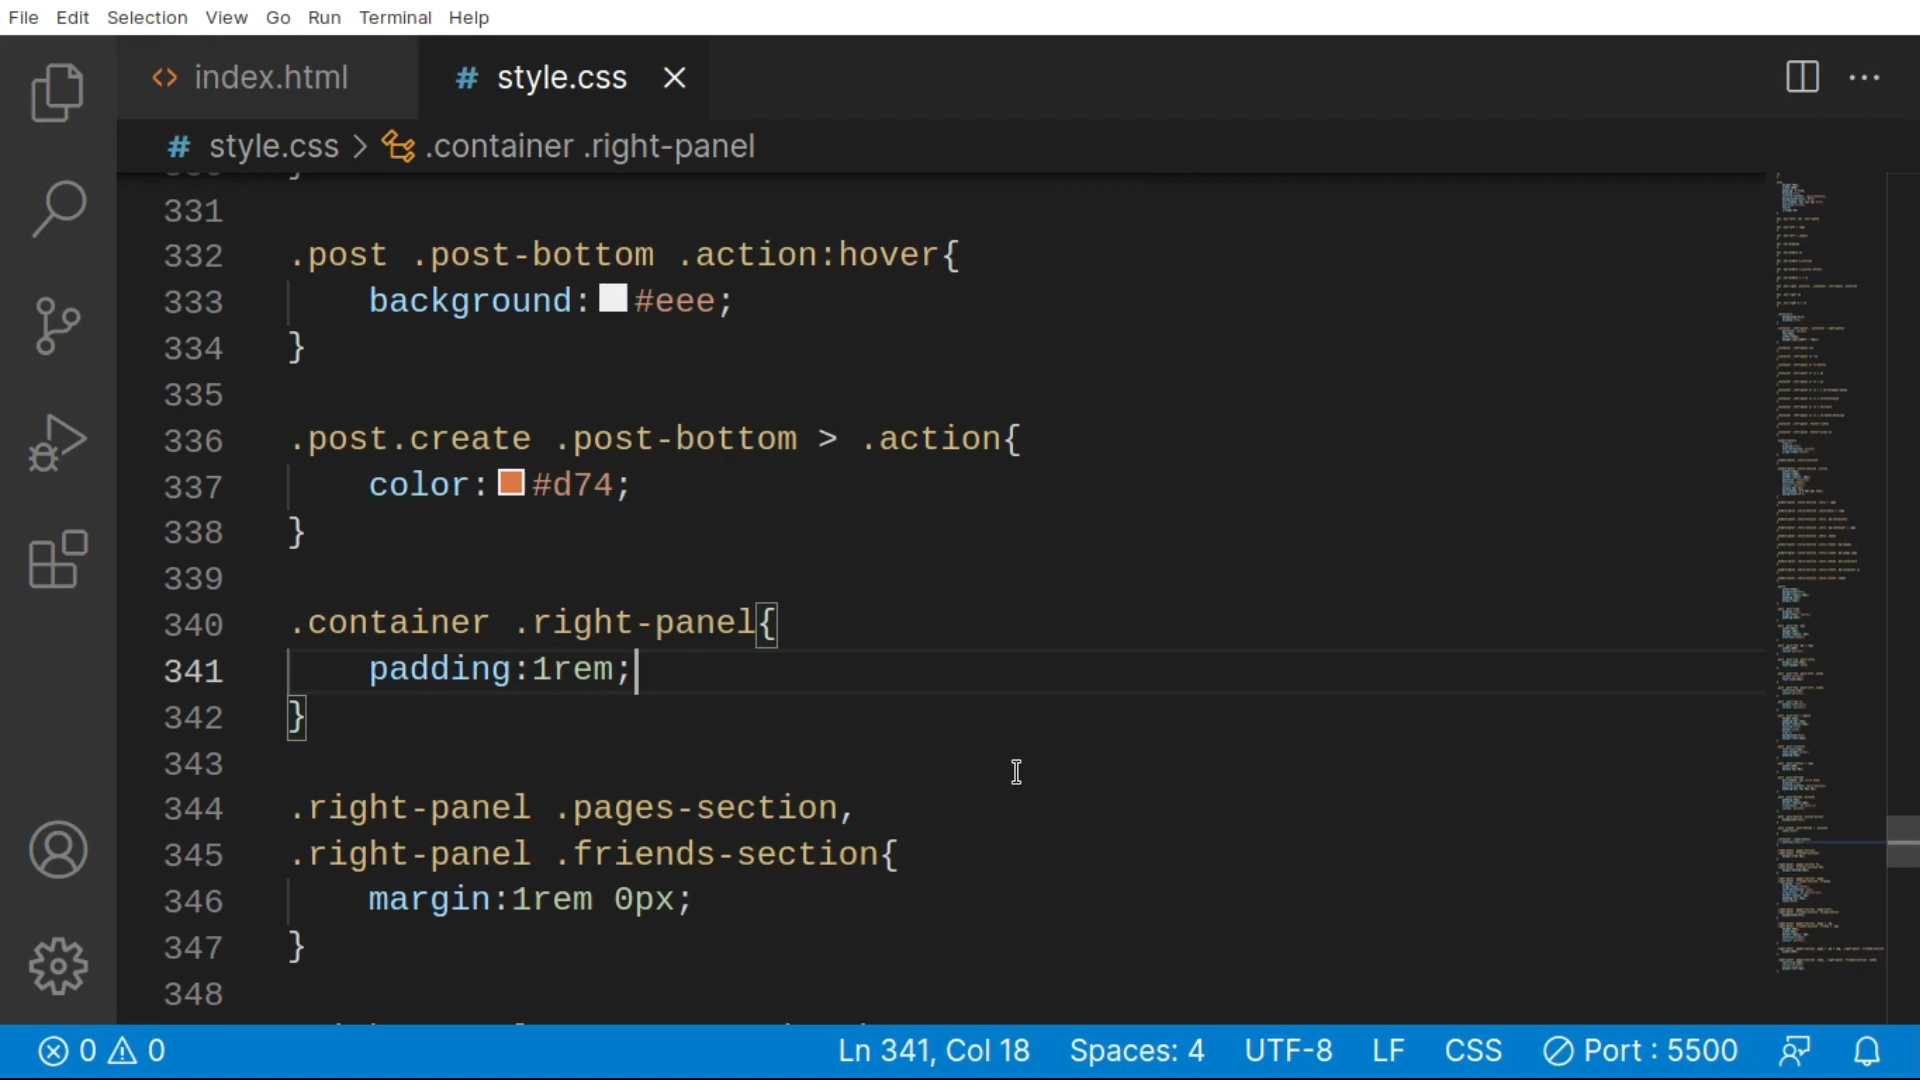 File Edit Selection View Go Run Terminal Help
<> index.html # style.css ×
# style.css > .container .right-panel
331
332 .post .post-bottom .action:hover{
333     background:#eee;
334 }
335
336 .post.create .post-bottom > .action{
337     color:#d74;
338 }
339
340 .container .right-panel{
341     padding:1rem;
342 }
343
344 .right-panel .pages-section,
345 .right-panel .friends-section{
346     margin:1rem 0px;
347 }
348
0 0 Ln 341, Col 18 Spaces: 4 UTF-8 LF CSS Port : 5500